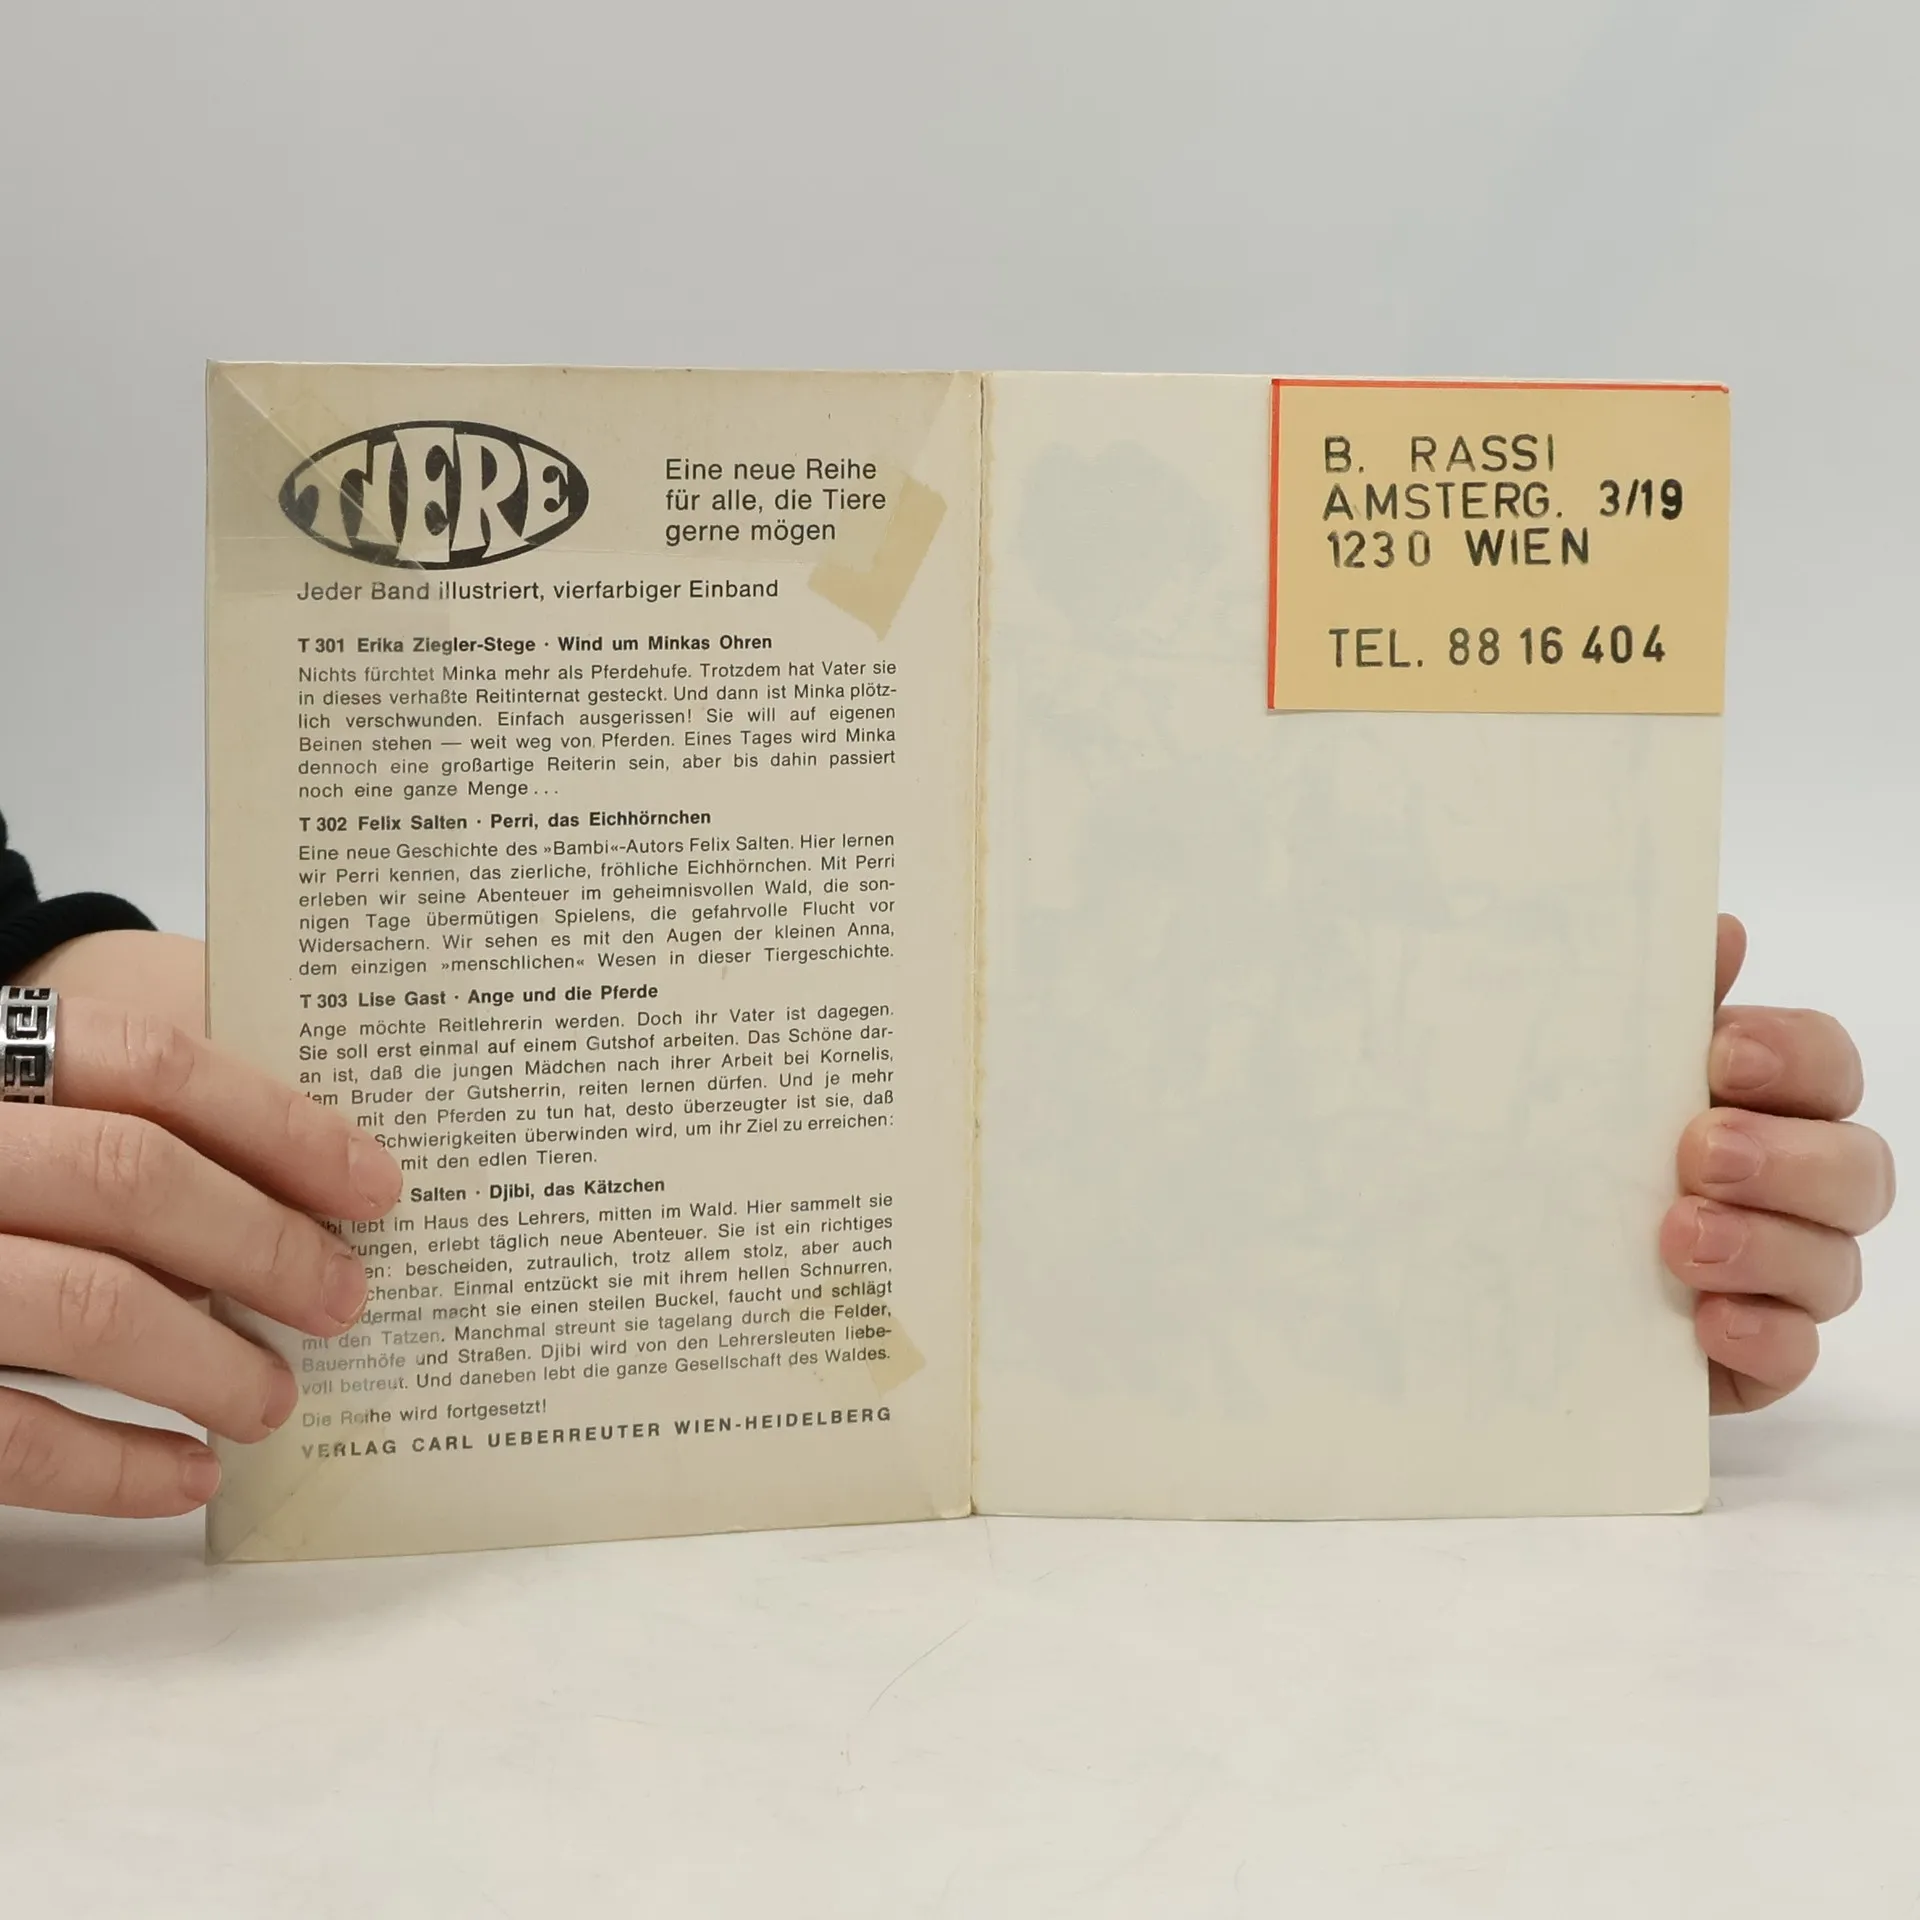 TIERE
Eine neue Reihe
für alle, die Tiere
gerne mögen
Jeder Band illustriert, vierfarbiger Einband
T 301 Erika Ziegler-Stege · Wind um Minkas Ohren
Nichts fürchtet Minka mehr als Pferdehufe. Trotzdem hat Vater sie
in dieses verhaßte Reitinternat gesteckt. Und dann ist Minka plötz-
lich verschwunden. Einfach ausgerissen! Sie will auf eigenen
Beinen stehen — weit weg von Pferden. Eines Tages wird Minka
dennoch eine großartige Reiterin sein, aber bis dahin passiert
noch eine ganze Menge...
T 302 Felix Salten · Perri, das Eichhörnchen
Eine neue Geschichte des »Bambi«-Autors Felix Salten. Hier lernen
wir Perri kennen, das zierliche, fröhliche Eichhörnchen. Mit Perri
erleben wir seine Abenteuer im geheimnisvollen Wald, die son-
nigen Tage übermütigen Spielens, die gefahrvolle Flucht vor
Widersachern. Wir sehen es mit den Augen der kleinen Anna,
dem einzigen »menschlichen« Wesen in dieser Tiergeschichte.
T 303 Lise Gast · Ange und die Pferde
Ange möchte Reitlehrerin werden. Doch ihr Vater ist dagegen.
Sie soll erst einmal auf einem Gutshof arbeiten. Das Schöne dar-
an ist, daß die jungen Mädchen nach ihrer Arbeit bei Kornelis,
dem Bruder der Gutsherrin, reiten lernen dürfen. Und je mehr
mit den Pferden zu tun hat, desto überzeugter ist sie, daß
Schwierigkeiten überwinden wird, um ihr Ziel zu erreichen:
mit den edlen Tieren.
Salten · Djibi, das Kätzchen
lebt im Haus des Lehrers, mitten im Wald. Hier sammelt sie
rungen, erlebt täglich neue Abenteuer. Sie ist ein richtiges
en: bescheiden, zutraulich, trotz allem stolz, aber auch
chenbar. Einmal entzückt sie mit ihrem hellen Schnurren,
dermal macht sie einen steilen Buckel, faucht und schlägt
mit den Tatzen. Manchmal streunt sie tagelang durch die Felder,
Bauernhöfe und Straßen. Djibi wird von den Lehrersleuten liebe-
voll betreut. Und daneben lebt die ganze Gesellschaft des Waldes.
Die Reihe wird fortgesetzt!
VERLAG CARL UEBERREUTER WIEN-HEIDELBERG
B. RASSI
AMSTERG. 3/19
1230 WIEN
TEL. 88 16 404